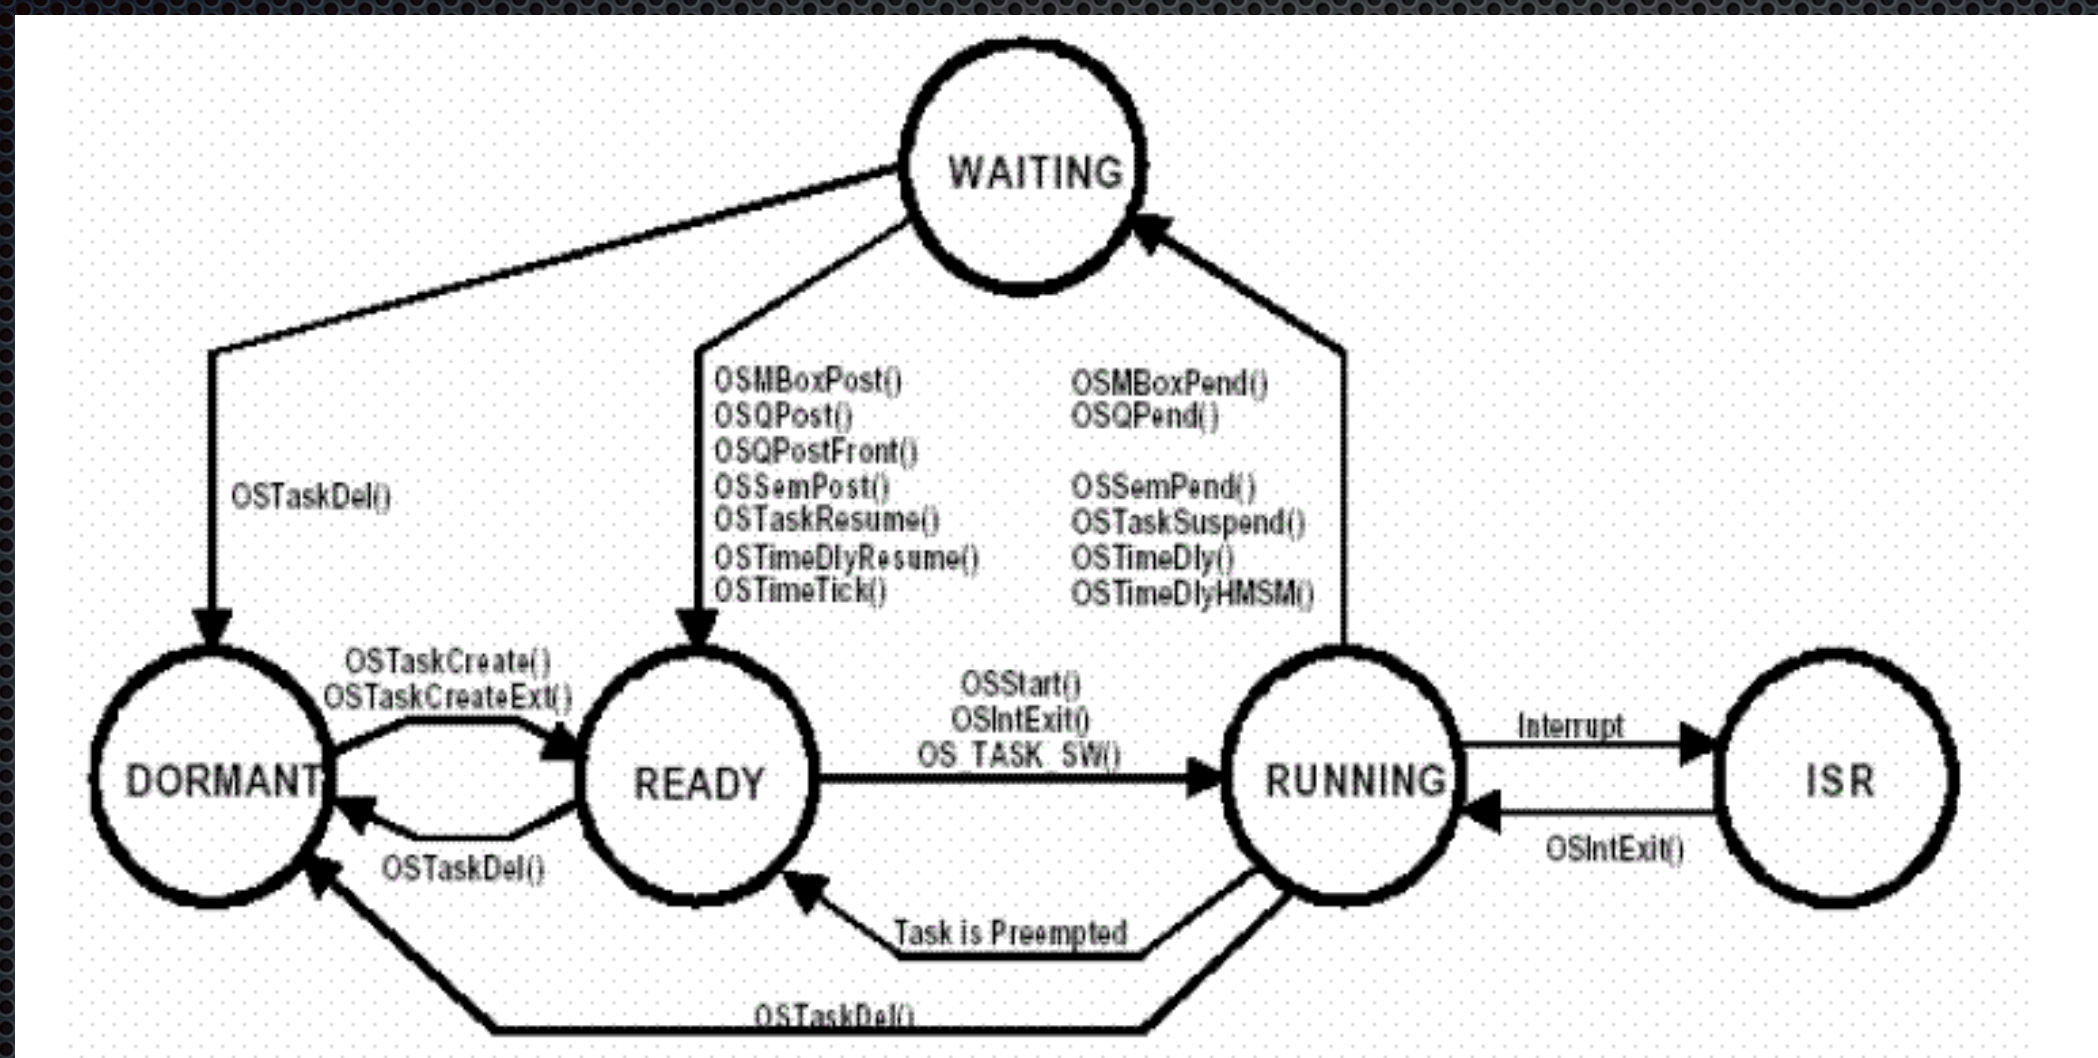 WAITING
OSMBoxPost()
OSQPost()
OSQPostFront()
OSSemPost()
OSTaskResume()
OSTimeDlyResume()
OSTimeTick()
OSMBoxPend()
OSQPend()
OSSemPend()
OSTaskSuspend()
OSTimeDly()
OSTimeDlyHMSM()
OSTaskDel()
OSTaskCreate()
OSTaskCreateExt()
OSStart()
OSIntExit()
OS_TASK_SW()
Interrupt
DORMANT
READY
RUNNING
ISR
OSTaskDel()
OSIntExit()
Task is Preempted
OSTaskDel()